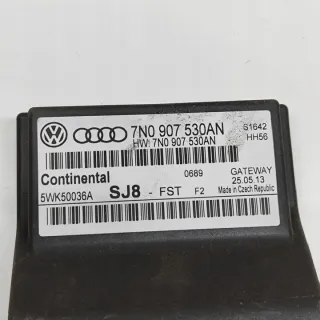 7N0 907 530AN S1642
HW: 7N0 907 530AN HH56
Continental 0689 GATEWAY
5WK50036A SJ8 - FST F2 25.05.13
Made in Czech Republic